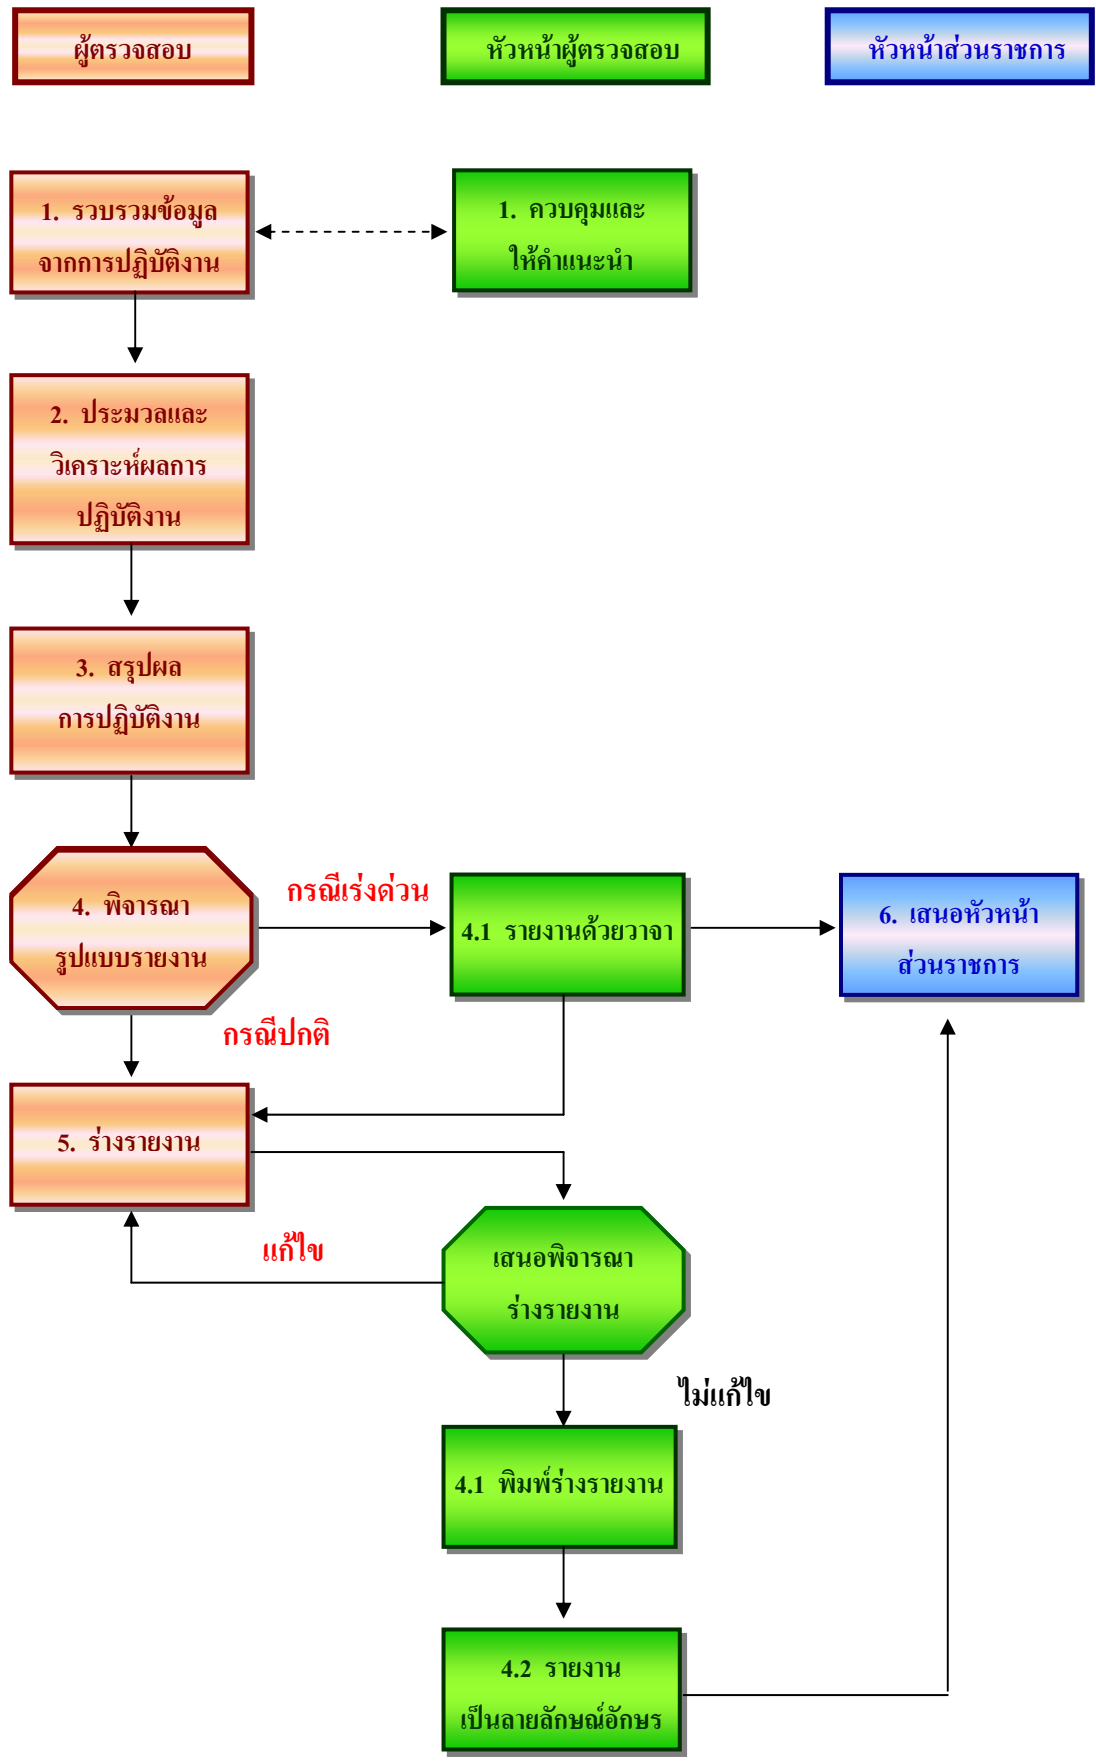 ผู้ตรวจสอบ
หัวหน้าผู้ตรวจสอบ
หัวหน้าส่วนราชการ
1. รวบรวมข้อมูล
จากการปฏิบัติงาน
1. ควบคุมและ
ให้คำแนะนำ
2. ประมวลและ
วิเคราะห์ผลการ
ปฏิบัติงาน
3. สรุปผล
การปฏิบัติงาน
4. พิจารณา
รูปแบบรายงาน
กรณีเร่งด่วน
4.1 รายงานด้วยวาจา
6. เสนอหัวหน้า
ส่วนราชการ
กรณีปกติ
5. ร่างรายงาน
แก้ไข
เสนอพิจารณา
ร่างรายงาน
ไม่แก้ไข
4.1 พิมพ์ร่างรายงาน
4.2 รายงาน
เป็นลายลักษณ์อักษร